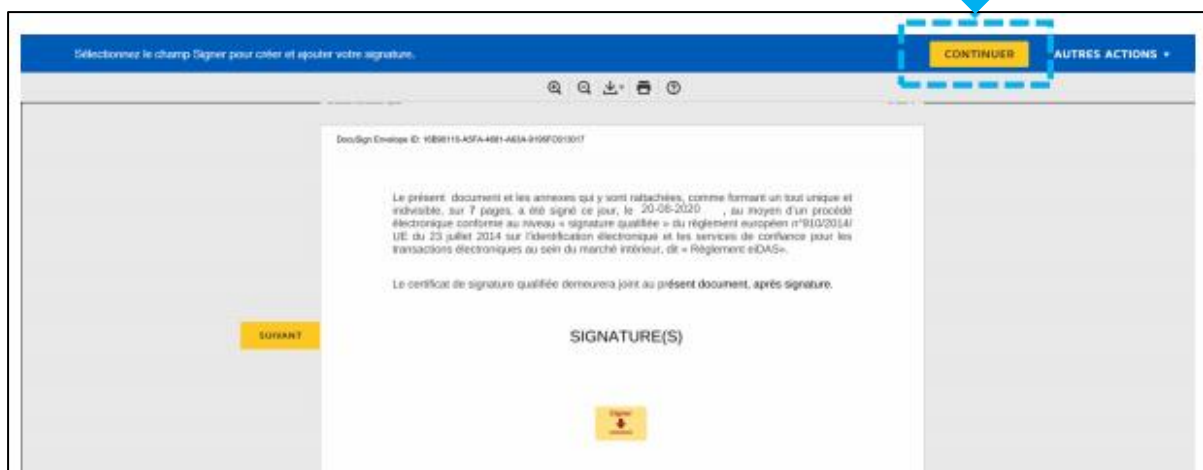 Sélectionnez le champ Signer pour créer et ajouter votre signature.
CONTINUER
AUTRES ACTIONS
DocuSign Envelope ID:
Le présent document et les annexes qui y sont rattachées, comme formant un tout unique et
indivisible, sur 7 pages, a été signé ce jour, le 20-08-2020 , au moyen d'un procédé
électronique conforme au niveau « signature qualifiée » du règlement européen n°910/2014/
UE du 23 juillet 2014 sur l'identification électronique et les services de confiance pour les
transactions électroniques au sein du marché intérieur, dit « Règlement eiDAS».
Le certificat de signature qualifiée demeurera joint au présent document, après signature.
SUIVANT
SIGNATURE(S)
Signer